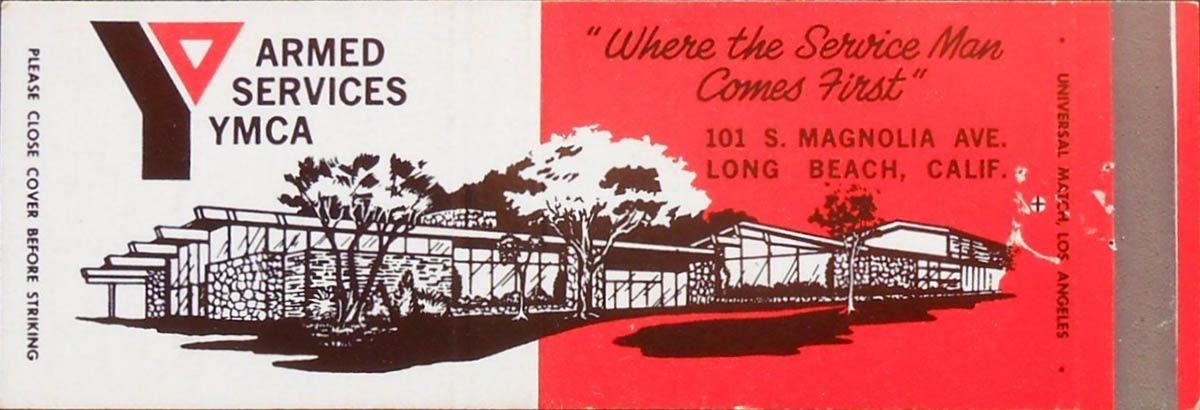 PLEASE CLOSE COVER BEFORE STRIKING
ARMED
SERVICES
YMCA
"Where the Service Man
Comes First"
101 S. MAGNOLIA AVE.
LONG BEACH, CALIF.
• UNIVERSAL MATCH, LOS ANGELES •